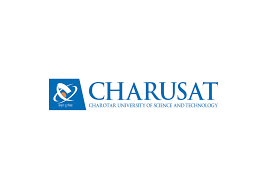 CHARUSAT
CHAROTAR UNIVERSITY OF SCIENCE AND TECHNOLOGY